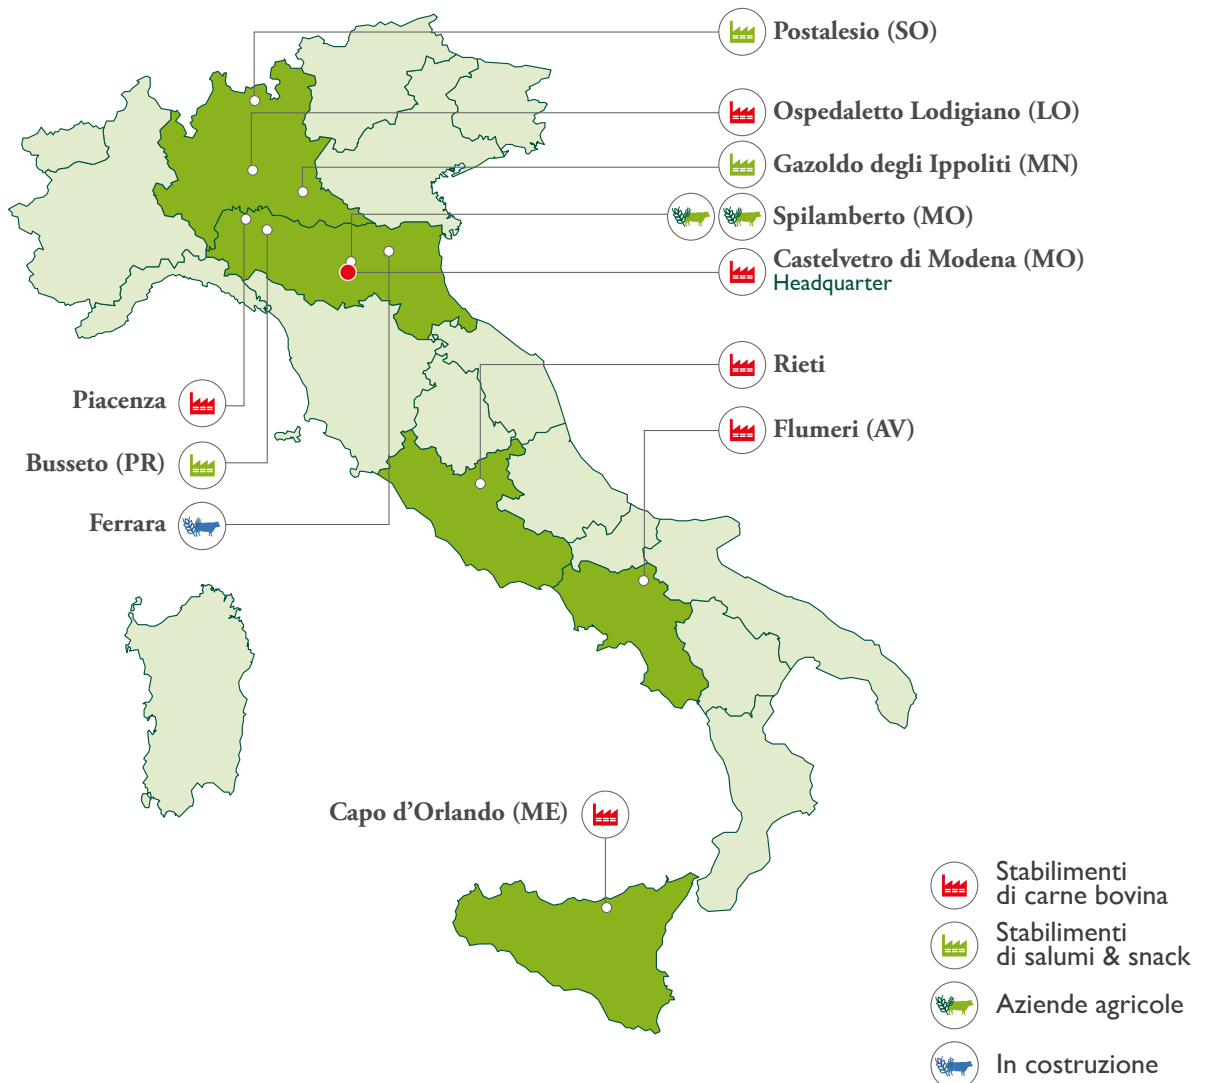 Postalesio (SO)
Ospedaletto Lodigiano (LO)
Gazoldo degli Ippoliti (MN)
Spilamberto (MO)
Castelvetro di Modena (MO)
Headquarter
Rieti
Flumeri (AV)
Piacenza
Busseto (PR)
Ferrara
Capo d’Orlando (ME)
Stabilimenti
di carne bovina
Stabilimenti
di salumi & snack
Aziende agricole
In costruzione